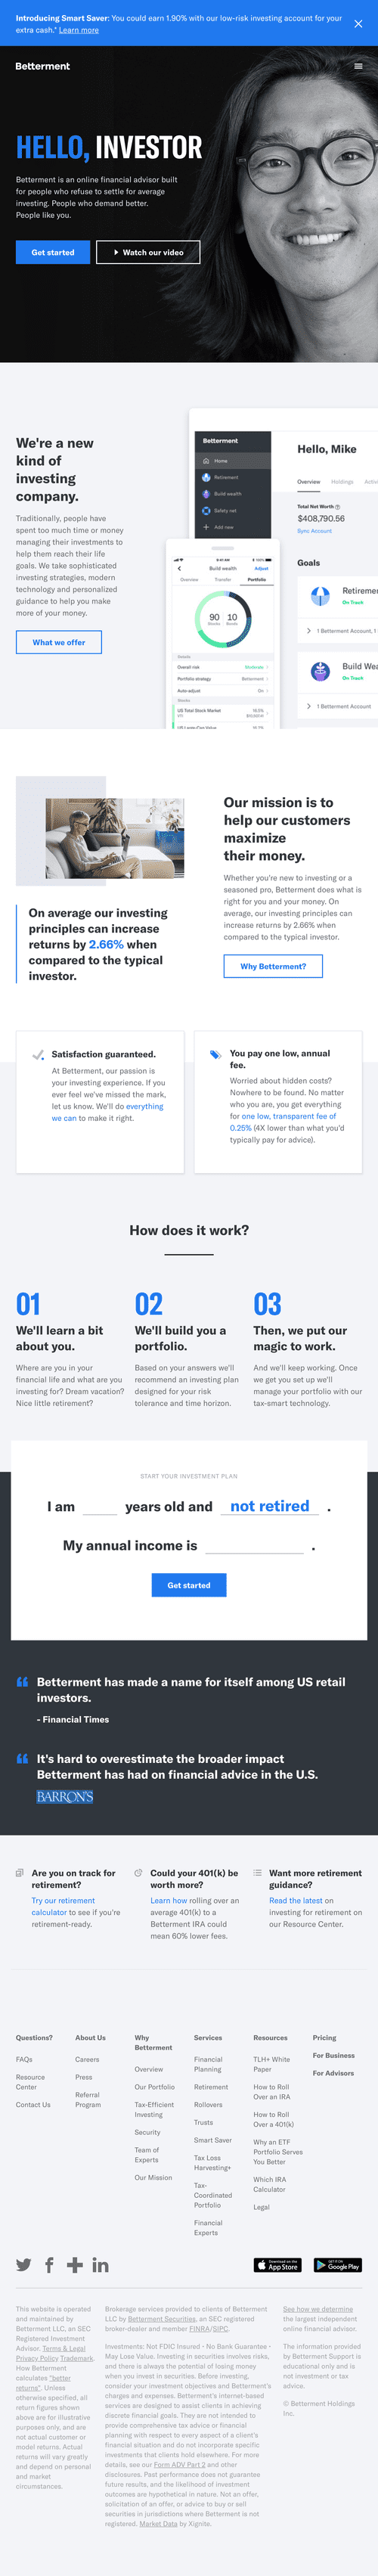 Introducing Smart Saver: You could earn 1.90% with our low-risk investing account for your
extra cash.* Learn more
Betterment
HELLO, INVESTOR
Betterment is an online financial advisor built
for people who refuse to settle for average
investing. People who demand better.
People like you.
Get started
Watch our video
We're a new
kind of
investing
company.
Traditionally, people have
spent too much time or money
managing their investments to
help them reach their life
goals. We take sophisticated
investing strategies, modern
technology and personalized
guidance to help you make
more of your money.
What we offer
Betterment
Home
Retirement
Build wealth
Safety net
Add new
Hello, Mike
Overview Holdings
Total Net Worth
$408,790.56
Sync Account
Goals
Retireme
On Track
1 Betterment Account, 1
Build Wea
On Track
1 Betterment Account
9:41 AM 100%
Build wealth Adjust
Overview Transfer Portfolio
90 10
Details
Overall risk Moderate
Portfolio strategy Betterment
Auto-adjust On
Stocks
US Total Stock Market
Our mission is to
help our customers
maximize
their money.
Whether you're new to investing or a
seasoned pro, Betterment does what is
right for you and your money. On
average, our investing principles can
increase returns by 2.66% when
compared to the typical investor.
Why Betterment?
On average our investing
principles can increase
returns by 2.66% when
compared to the typical
investor.
Satisfaction guaranteed.
At Betterment, our passion is
your investing experience. If you
ever feel we've missed the mark,
let us know. We'll do everything
we can to make it right.
You pay one low, annual
fee.
Worried about hidden costs?
Nowhere to be found. No matter
who you are, you get everything
for one low, transparent fee of
0.25% (4X lower than what you'd
typically pay for advice).
How does it work?
01
We'll learn a bit
about you.
Where are you in your
financial life and what are you
investing for? Dream vacation?
Nice little retirement?
02
We'll build you a
portfolio.
Based on your answers we'll
recommend an investing plan
designed for your risk
tolerance and time horizon.
03
Then, we put our
magic to work.
And we'll keep working. Once
we get you set up we'll
manage your portfolio with our
tax-smart technology.
START YOUR INVESTMENT PLAN
I am years old and not retired .
My annual income is .
Get started
“ Betterment has made a name for itself among US retail
investors.
- Financial Times
“ It's hard to overestimate the broader impact
Betterment has had on financial advice in the U.S.
BARRON'S
Are you on track for
retirement?
Try our retirement
calculator to see if you're
retirement-ready.
Could your 401(k) be
worth more?
Learn how rolling over an
average 401(k) to a
Betterment IRA could
mean 60% lower fees.
Want more retirement
guidance?
Read the latest on
investing for retirement on
our Resource Center.
Questions?
FAQs
Resource
Center
Contact Us
About Us
Careers
Press
Referral
Program
Why
Betterment
Overview
Our Portfolio
Tax-Efficient
Investing
Security
Team of
Experts
Our Mission
Services
Financial
Planning
Retirement
Rollovers
Trusts
Smart Saver
Tax Loss
Harvesting+
Tax-
Coordinated
Portfolio
Financial
Experts
Resources
TLH+ White
Paper
How to Roll
Over an IRA
How to Roll
Over a 401(k)
Why an ETF
Portfolio Serves
You Better
Which IRA
Calculator
Legal
Pricing
For Business
For Advisors
Download on the
App Store
GET IT ON
Google Play
This website is operated
and maintained by
Betterment LLC, an SEC
Registered Investment
Advisor. Terms & Legal
Privacy Policy Trademark.
How Betterment
calculates "better
returns". Unless
otherwise specified, all
return figures shown
above are for illustrative
purposes only, and are
not actual customer or
model returns. Actual
returns will vary greatly
and depend on personal
and market
circumstances.
Brokerage services provided to clients of Betterment
LLC by Betterment Securities, an SEC registered
broker-dealer and member FINRA/SIPC.
Investments: Not FDIC Insured • No Bank Guarantee •
May Lose Value. Investing in securities involves risks,
and there is always the potential of losing money
when you invest in securities. Before investing,
consider your investment objectives and Betterment's
charges and expenses. Betterment's internet-based
services are designed to assist clients in achieving
discrete financial goals. They are not intended to
provide comprehensive tax advice or financial
planning with respect to every aspect of a client's
financial situation and do not incorporate specific
investments that clients hold elsewhere. For more
details, see our Form ADV Part 2 and other
disclosures. Past performance does not guarantee
future results, and the likelihood of investment
outcomes are hypothetical in nature. Not an offer,
solicitation of an offer, or advice to buy or sell
securities in jurisdictions where Betterment is not
registered. Market Data by Xignite.
See how we determine
the largest independent
online financial advisor.
The information provided
by Betterment Support is
educational only and is
not investment or tax
advice.
© Betterment Holdings
Inc.